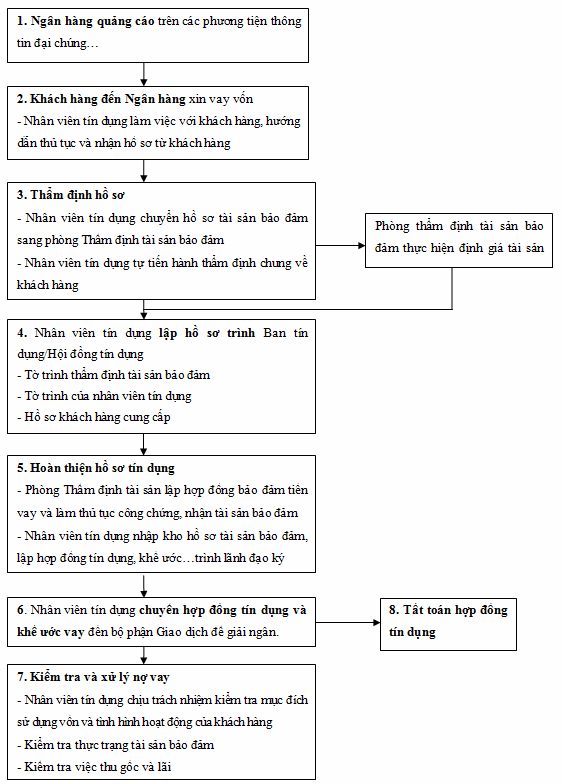 1. Ngân hàng quảng cáo trên các phương tiện thông
tin đại chúng…
2. Khách hàng đến Ngân hàng xin vay vốn
- Nhân viên tín dụng làm việc với khách hàng, hướng
dẫn thủ tục và nhận hồ sơ từ khách hàng
3. Thẩm định hồ sơ
- Nhân viên tín dụng chuyển hồ sơ tài sản bảo đảm
sang phòng Thẩm định tài sản bảo đảm
- Nhân viên tín dụng tự tiến hành thẩm định chung về
khách hàng
Phòng thẩm định tài sản bảo
đảm thực hiện định giá tài sản
4. Nhân viên tín dụng lập hồ sơ trình Ban tín
dụng/Hội đồng tín dụng
- Tờ trình thẩm định tài sản bảo đảm
- Tờ trình của nhân viên tín dụng
- Hồ sơ khách hàng cung cấp
5. Hoàn thiện hồ sơ tín dụng
- Phòng Thẩm định tài sản lập hợp đồng bảo đảm tiền
vay và làm thủ tục công chứng, nhận tài sản bảo đảm
- Nhân viên tín dụng nhập kho hồ sơ tài sản bảo đảm,
lập hợp đồng tín dụng, khế ước…trình lãnh đạo ký
6. Nhân viên tín dụng chuyển hợp đồng tín dụng và
khế ước vay đến bộ phận Giao dịch để giải ngân.
8. Tất toán hợp đồng
tín dụng
7. Kiểm tra và xử lý nợ vay
- Nhân viên tín dụng chịu trách nhiệm kiểm tra mục đích
sử dụng vốn và tình hình hoạt động của khách hàng
- Kiểm tra thực trạng tài sản bảo đảm
- Kiểm tra việc thu gốc và lãi